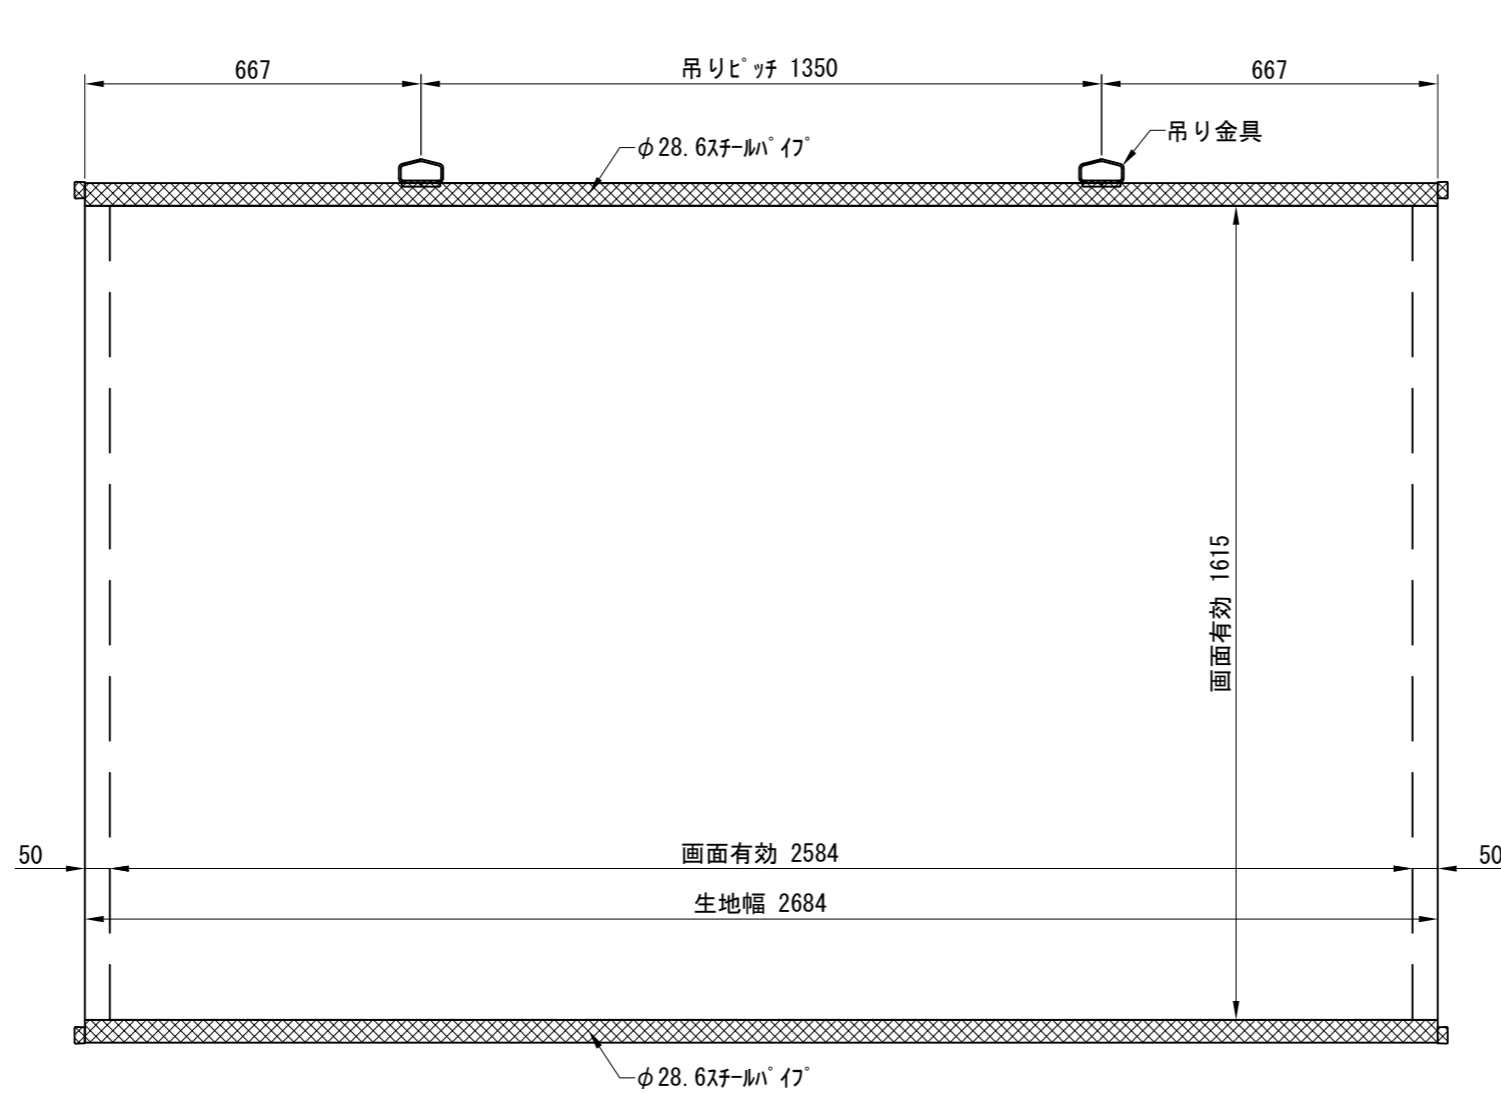 667
吊りﾋﾟｯﾁ 1350
667
φ28.6ｽﾁｰﾙﾊﾟｲﾌﾟ
吊り金具
画面有効 1615
50
画面有効 2584
50
生地幅 2684
φ28.6ｽﾁｰﾙﾊﾟｲﾌﾟ